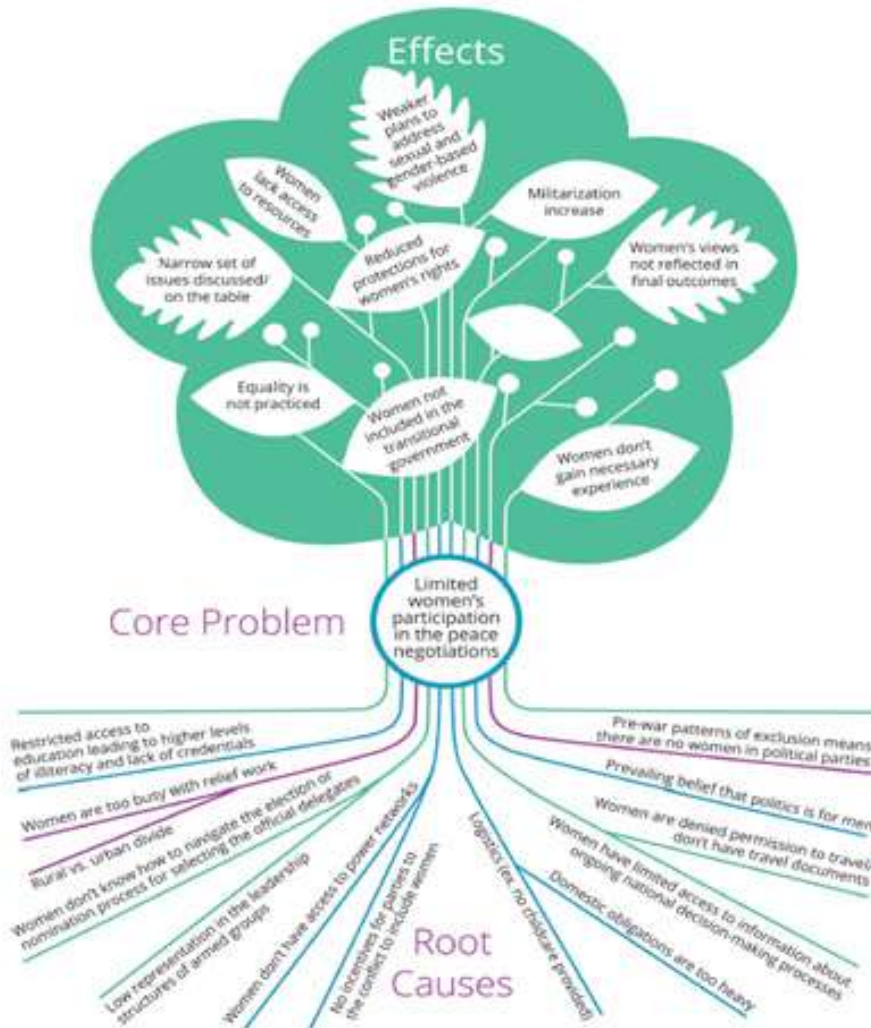 Effects
Weaker
plans to
address
sexual and
gender-based
violence
Women
lack access
to resources
Militarization
increase
Narrow set of
issues discussed/
on the table
Reduced
protections for
women's rights
Women's views
not reflected in
final outcomes
Equality is
not practiced
Women not
included in the
transitional
government
Women don't
gain necessary
experience
Core Problem
Limited
women's
participation
in the peace
negotiations
Restricted access to
education leading to higher levels
of illiteracy and lack of credentials
Women are too busy with relief work
Rural vs. urban divide
Women don't know how to navigate the election or
nomination process for selecting the official delegates
Low representation in the leadership
structures of armed groups
Women don't have access to power networks
No incentives for parties to
the conflict to include women
Root
Causes
Logistics (ex. no childcare provided)
Domestic obligations are too heavy
Women have limited access to information about
ongoing national decision-making processes
Women are denied permission to travel/
don't have travel documents
Prevailing belief that politics is for men
Pre-war patterns of exclusion means
there are no women in political parties